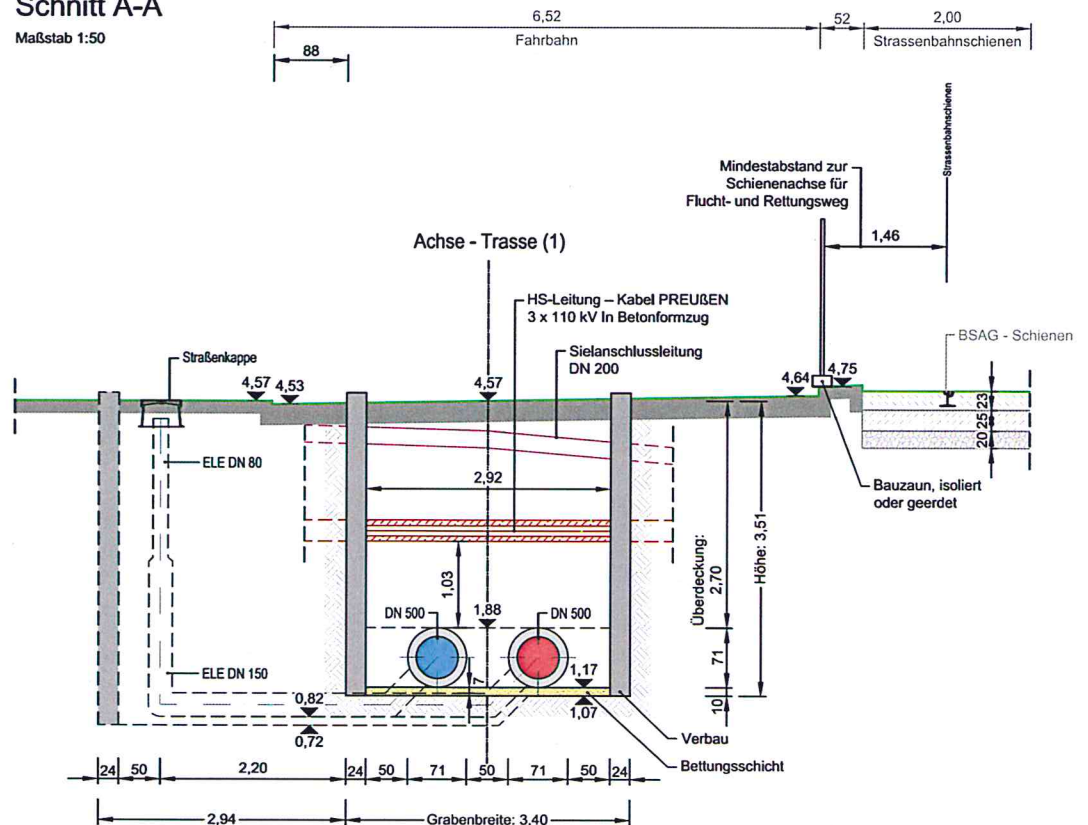 Schnitt A-A
Maßstab 1:50
6,52
52
2,00
Fahrbahn
Strassenbahnschienen
88
Strassenbahnschienen
Mindestabstand zur
Schienenachse für
Flucht- und Rettungsweg
1,46
Achse - Trasse (1)
HS-Leitung – Kabel PREUßEN
3 x 110 kV In Betonformzug
Sielanschlussleitung
DN 200
BSAG - Schienen
Straßenkappe
4,57
4,53
4,57
4,64
4,75
23
25
20
ELE DN 80
2,92
Bauzaun, isoliert
oder geerdet
Überdeckung:
2,70
Höhe: 3,51
1,03
DN 500
1,88
DN 500
71
ELE DN 150
7
1,17
0,82
1,07
10
0,72
Verbau
Bettungsschicht
24
50
2,20
24
50
71
50
71
50
24
2,94
Grabenbreite: 3,40